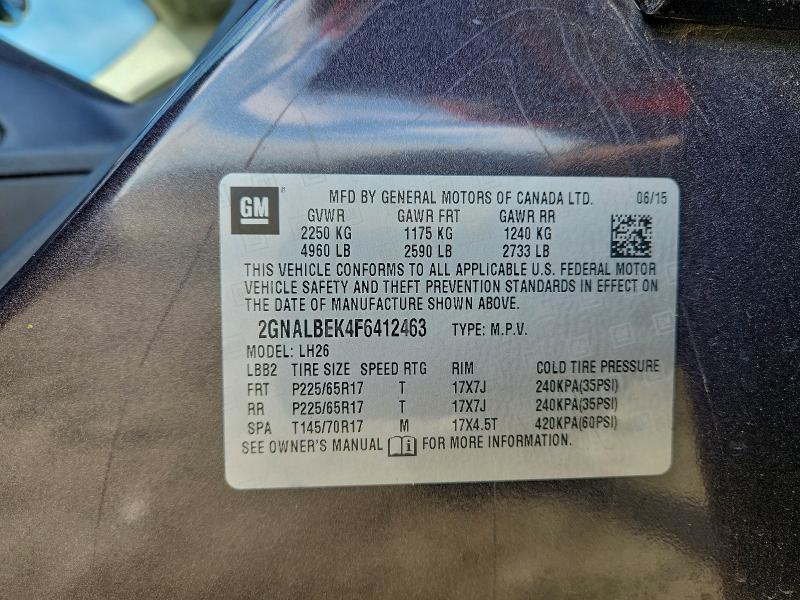 GM ®
MFD BY GENERAL MOTORS OF CANADA LTD. 06/15
GVWR GAWR FRT GAWR RR
2250 KG 1175 KG 1240 KG
4960 LB 2590 LB 2733 LB
THIS VEHICLE CONFORMS TO ALL APPLICABLE U.S. FEDERAL MOTOR
VEHICLE SAFETY AND THEFT PREVENTION STANDARDS IN EFFECT ON
THE DATE OF MANUFACTURE SHOWN ABOVE.
2GNALBEK4F6412463 TYPE: M.P.V.
MODEL: LH26
LBB2 TIRE SIZE SPEED RTG RIM COLD TIRE PRESSURE
FRT P225/65R17 T 17X7J 240KPA(35PSI)
RR P225/65R17 T 17X7J 240KPA(35PSI)
SPA T145/70R17 M 17X4.5T 420KPA(60PSI)
SEE OWNER'S MANUAL i FOR MORE INFORMATION.